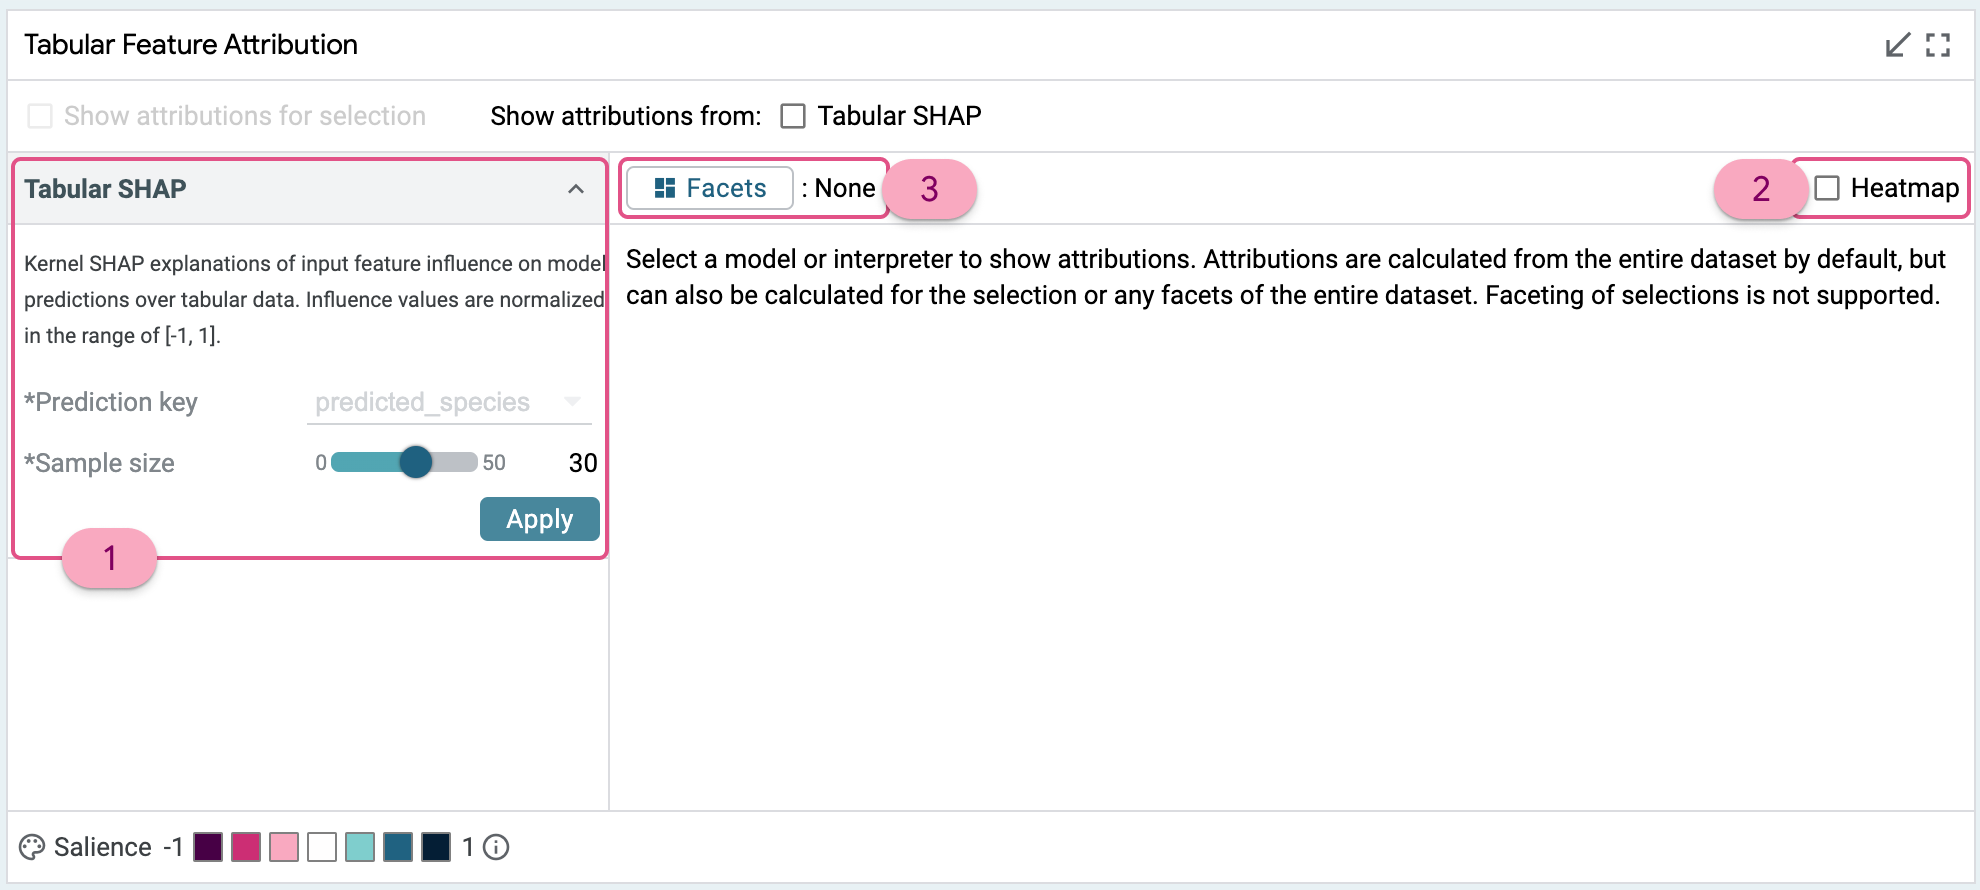 Tabular Feature Attribution
Show attributions for selection
Show attributions from: Tabular SHAP
Tabular SHAP
Facets : None
3
2
Heatmap
Kernel SHAP explanations of input feature influence on model
predictions over tabular data. Influence values are normalized
in the range of [-1, 1].
*Prediction key predicted_species
*Sample size 0 50 30
Apply
1
Select a model or interpreter to show attributions. Attributions are calculated from the entire dataset by default, but
can also be calculated for the selection or any facets of the entire dataset. Faceting of selections is not supported.
Salience -1 1